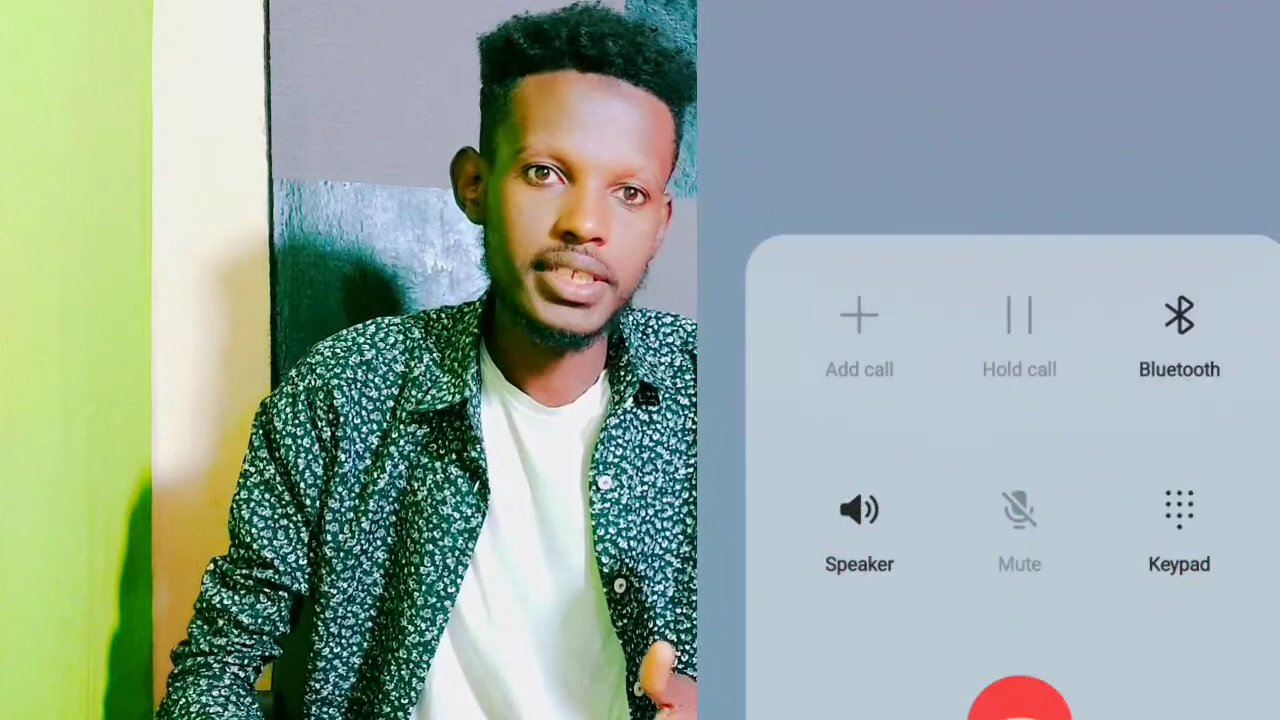 Add call
Hold call
Bluetooth
Speaker
Mute
Keypad